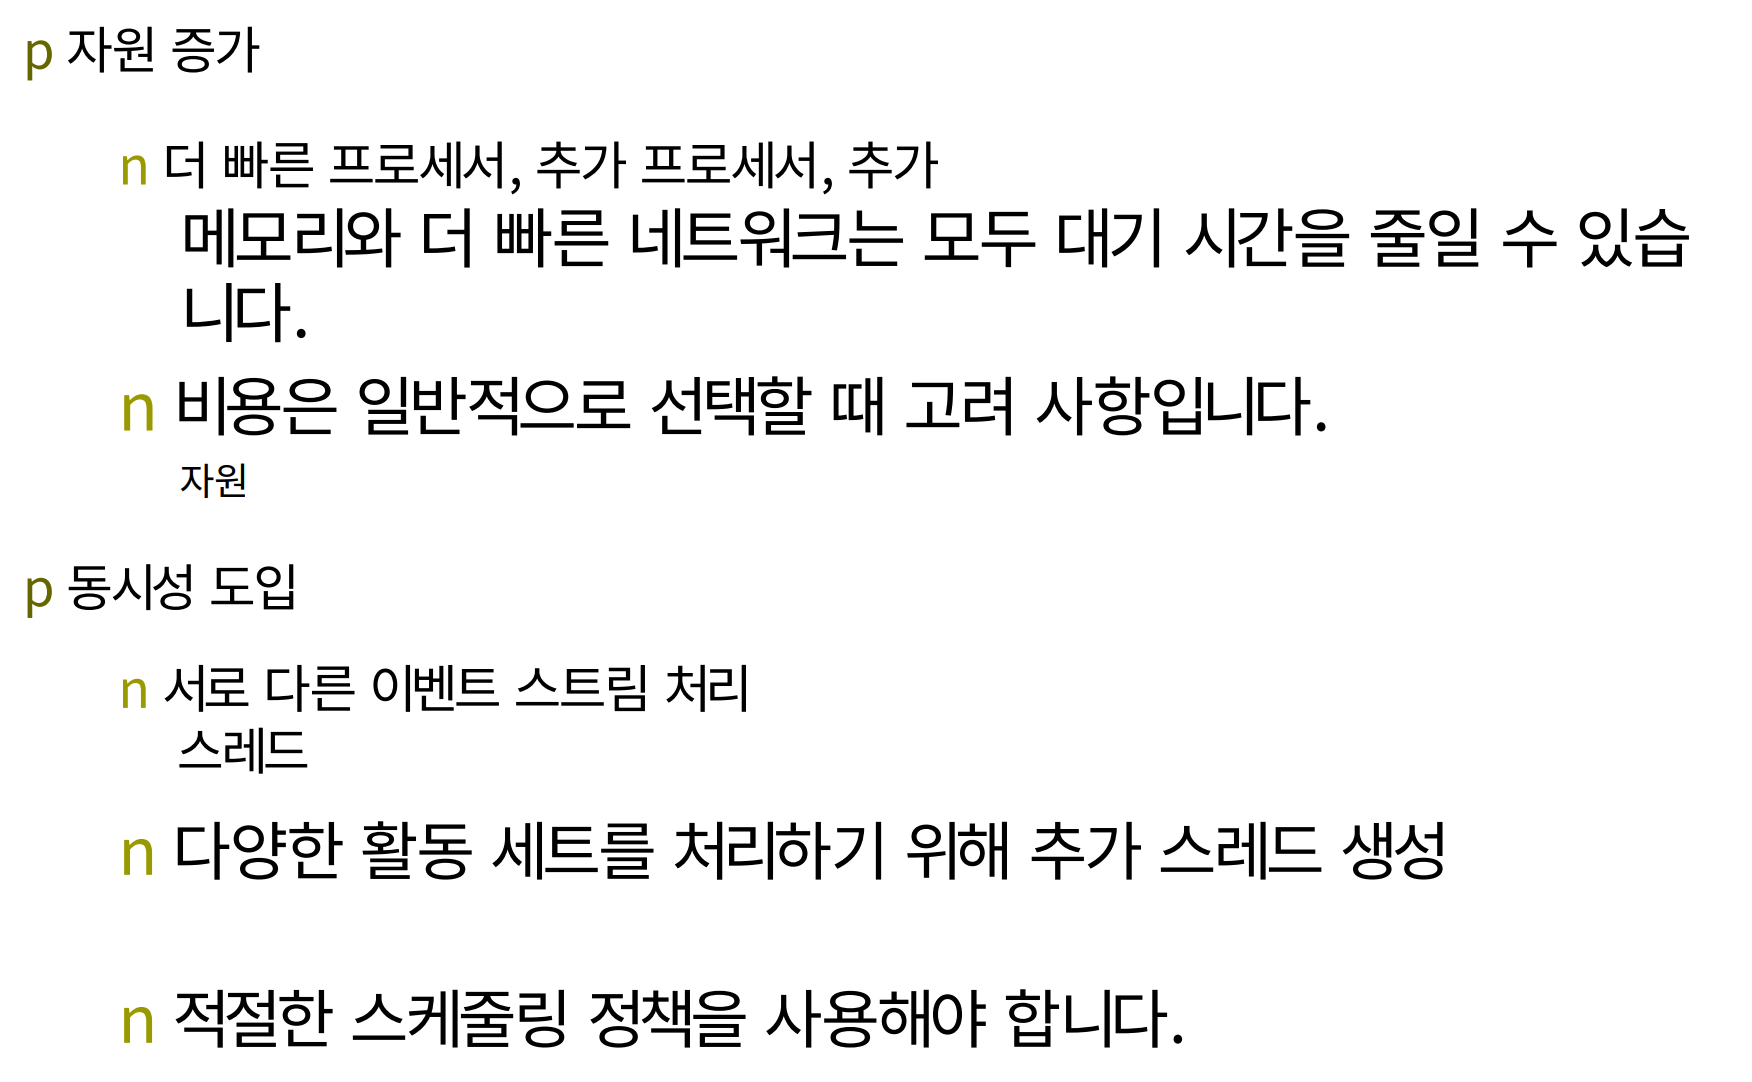 p 자원 증가
n 더 빠른 프로세서, 추가 프로세서, 추가
메모리와 더 빠른 네트워크는 모두 대기 시간을 줄일 수 있습
니다.
n 비용은 일반적으로 선택할 때 고려 사항입니다.
자원
p 동시성 도입
n 서로 다른 이벤트 스트림 처리
스레드
n 다양한 활동 세트를 처리하기 위해 추가 스레드 생성
n 적절한 스케줄링 정책을 사용해야 합니다.